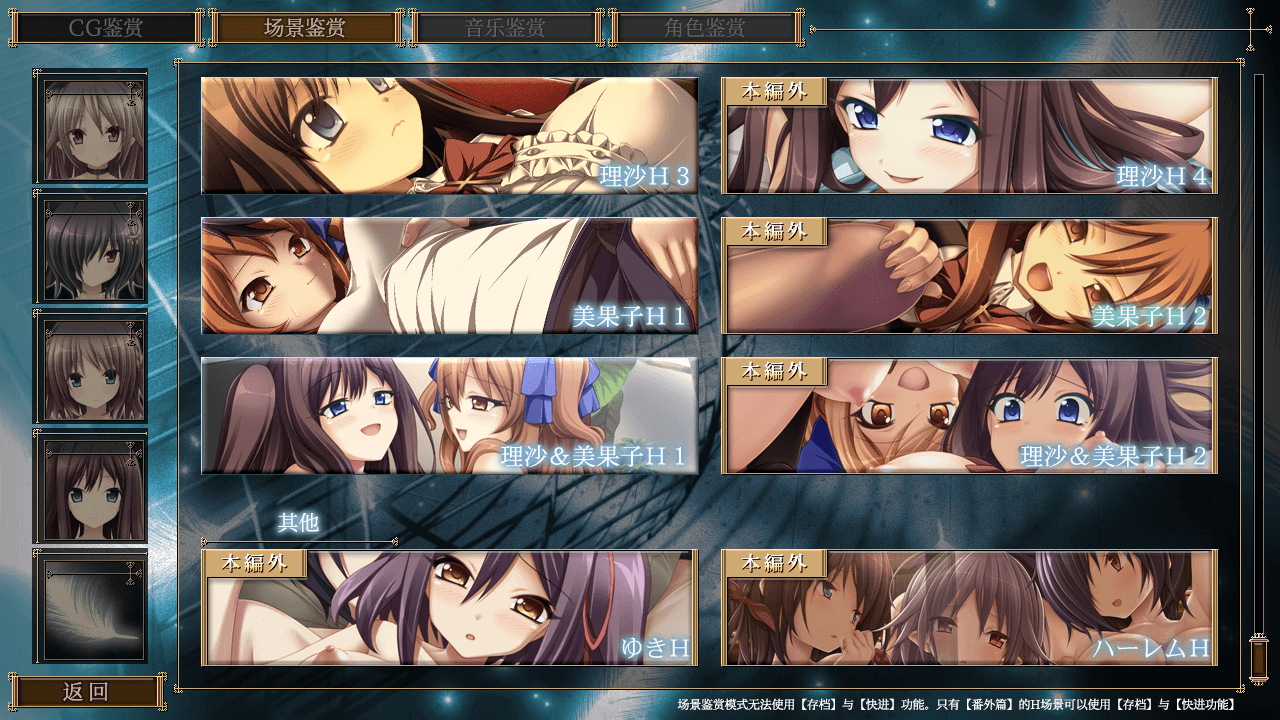 CG鉴赏
场景鉴赏
音乐鉴赏
角色鉴赏
理沙H 3
本編外
理沙H 4
美果子H 1
本編外
美果子H 2
理沙＆美果子H 1
本編外
理沙＆美果子H 2
其他
本編外
ゆきH
本編外
ハーレムH
返回
场景鉴赏模式无法使用【存档】与【快进】功能。只有【番外篇】的H场景可以使用【存档】与【快进功能】